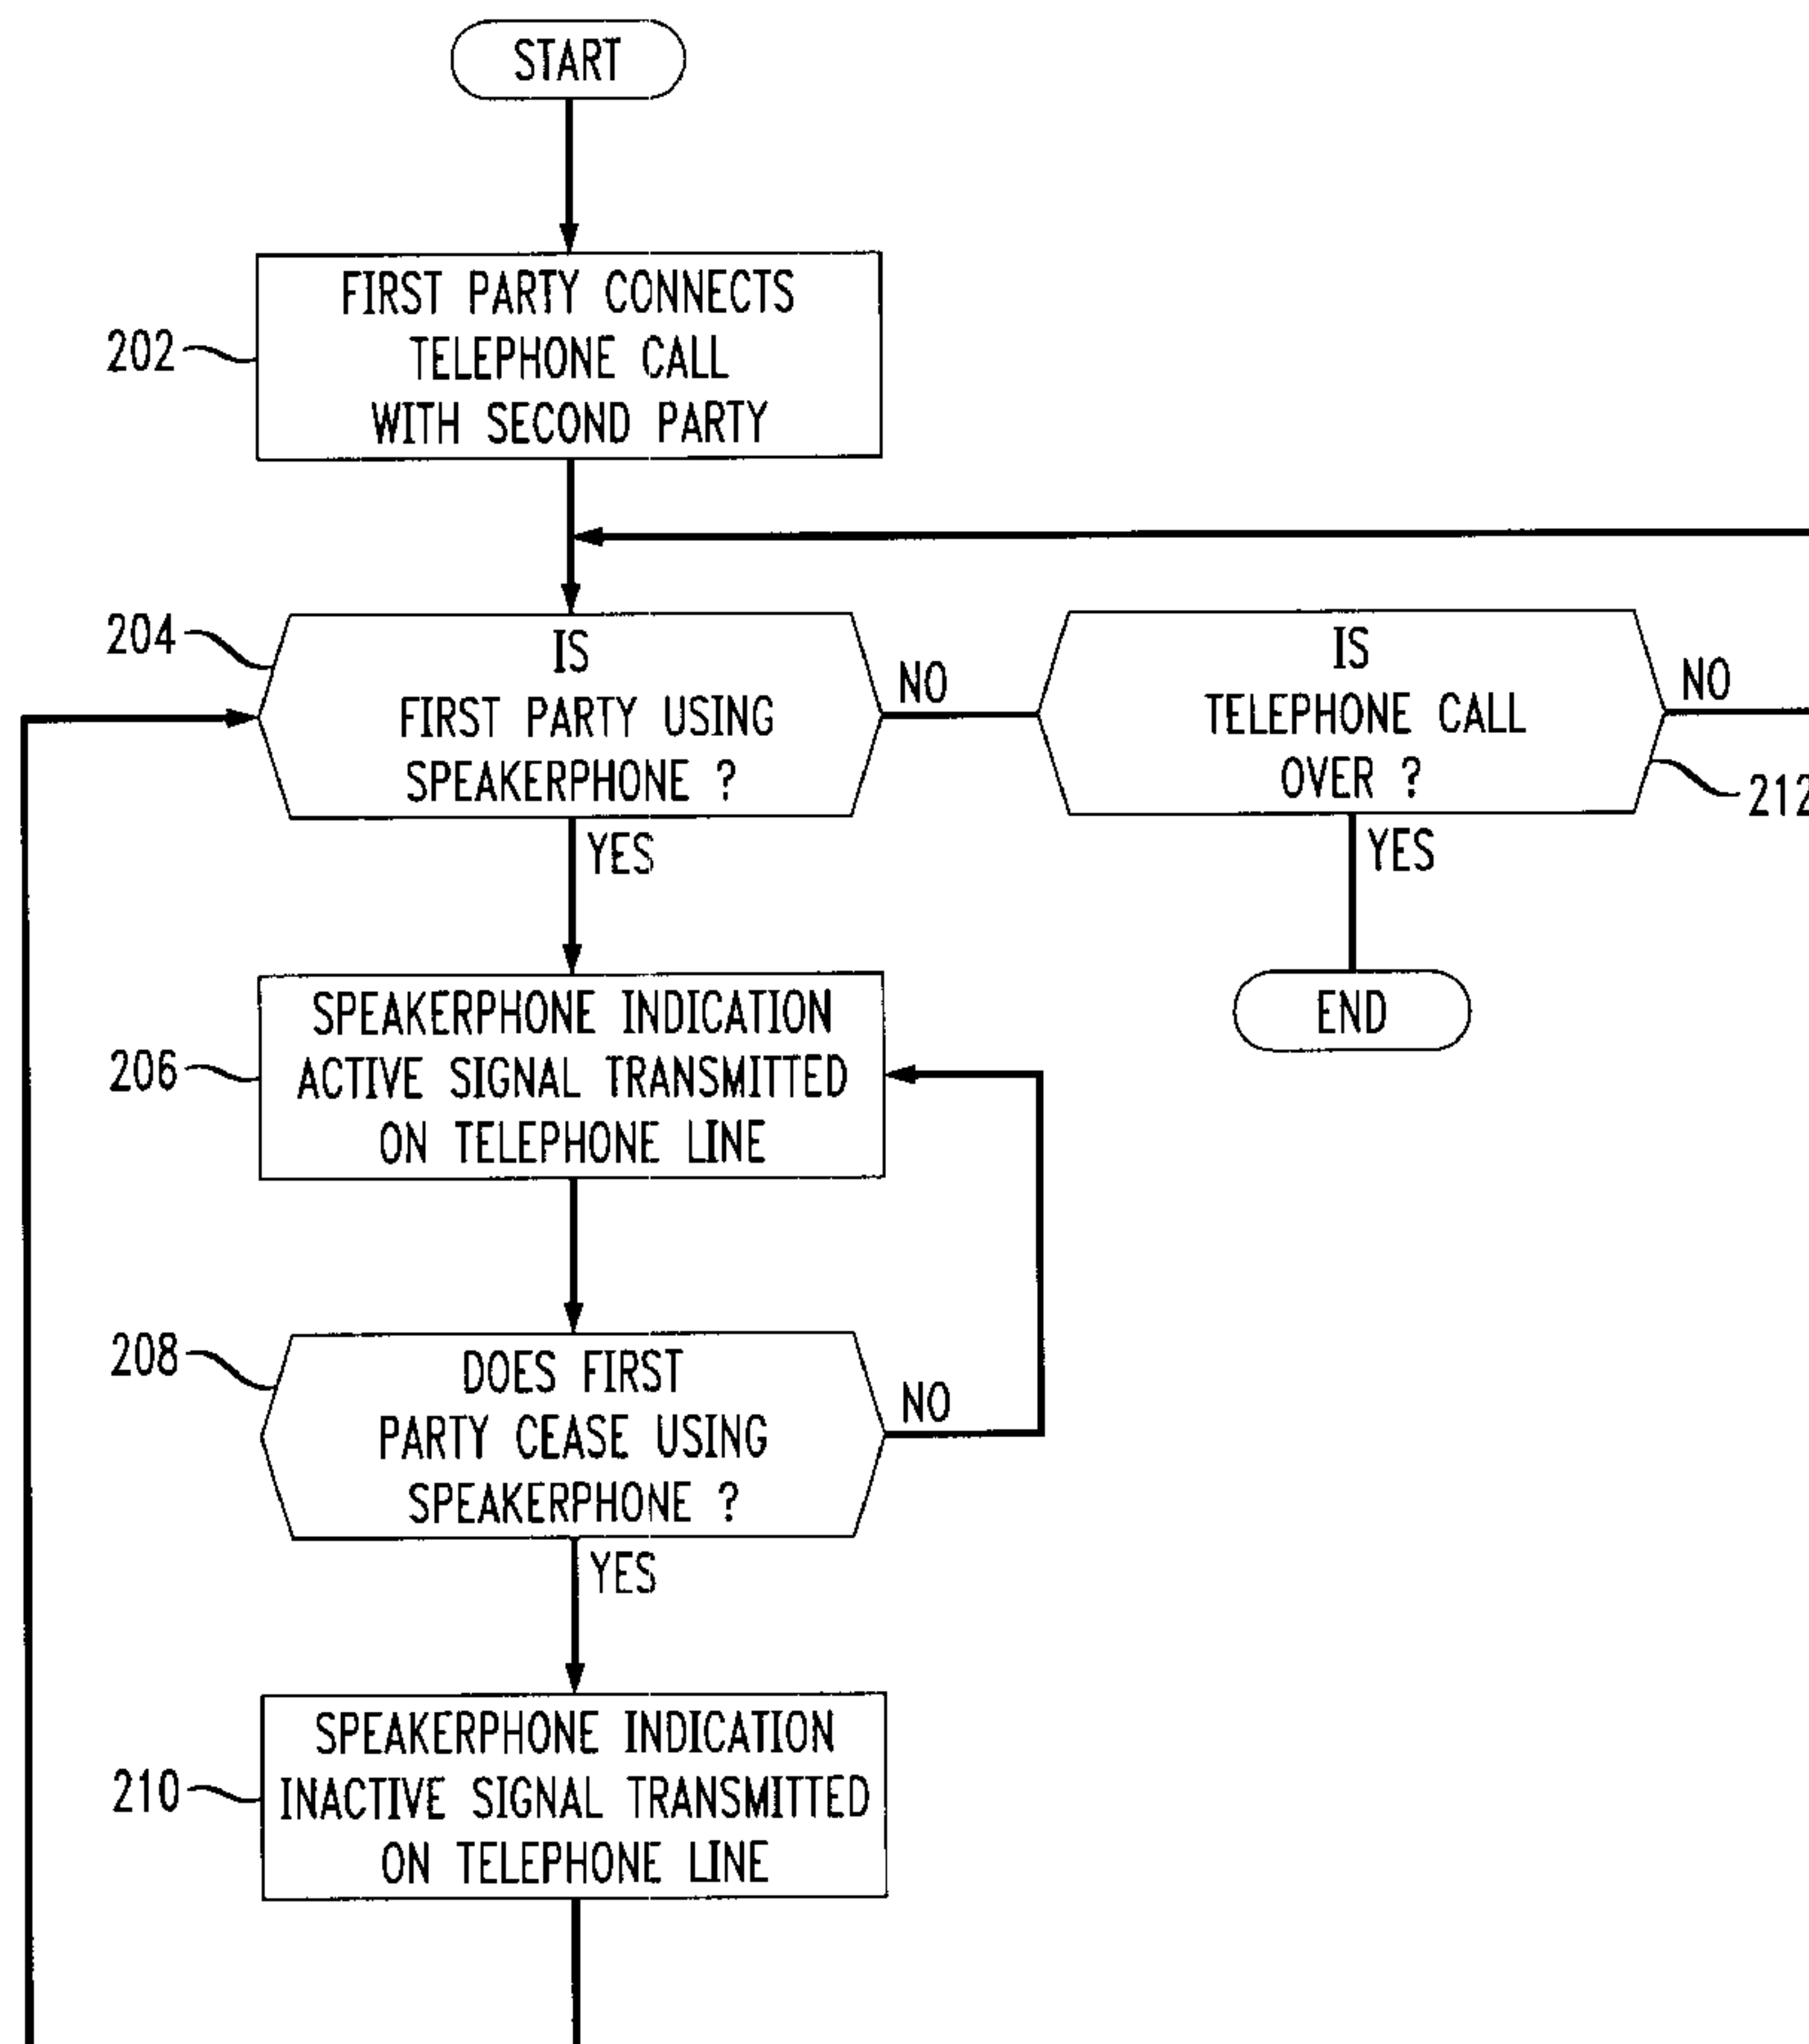 START
FIRST PARTY CONNECTS
TELEPHONE CALL
WITH SECOND PARTY
202
204
IS
FIRST PARTY USING
SPEAKERPHONE ?
NO
YES
IS
TELEPHONE CALL
OVER ?
NO
212
YES
END
206
SPEAKERPHONE INDICATION
ACTIVE SIGNAL TRANSMITTED
ON TELEPHONE LINE
208
DOES FIRST
PARTY CEASE USING
SPEAKERPHONE ?
NO
YES
210
SPEAKERPHONE INDICATION
INACTIVE SIGNAL TRANSMITTED
ON TELEPHONE LINE